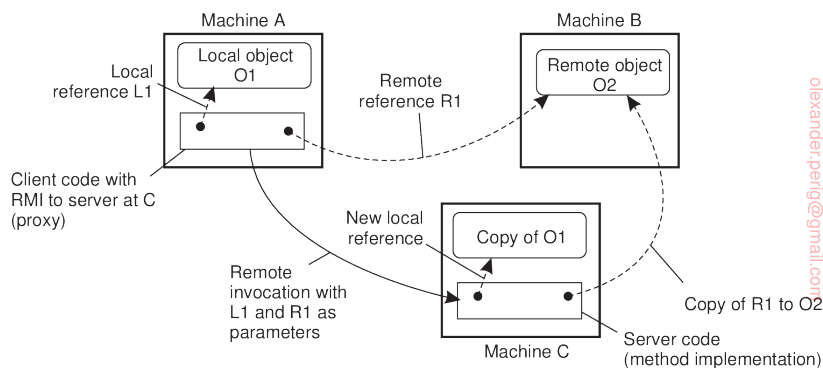 Machine A
Machine B
Local object
O1
Remote object
O2
Local
reference L1
Remote
reference R1
Client code with
RMI to server at C
(proxy)
New local
reference
Copy of O1
Remote
invocation with
L1 and R1 as
parameters
Copy of R1 to O2
Server code
(method implementation)
Machine C
olexander.perig@gmail.com